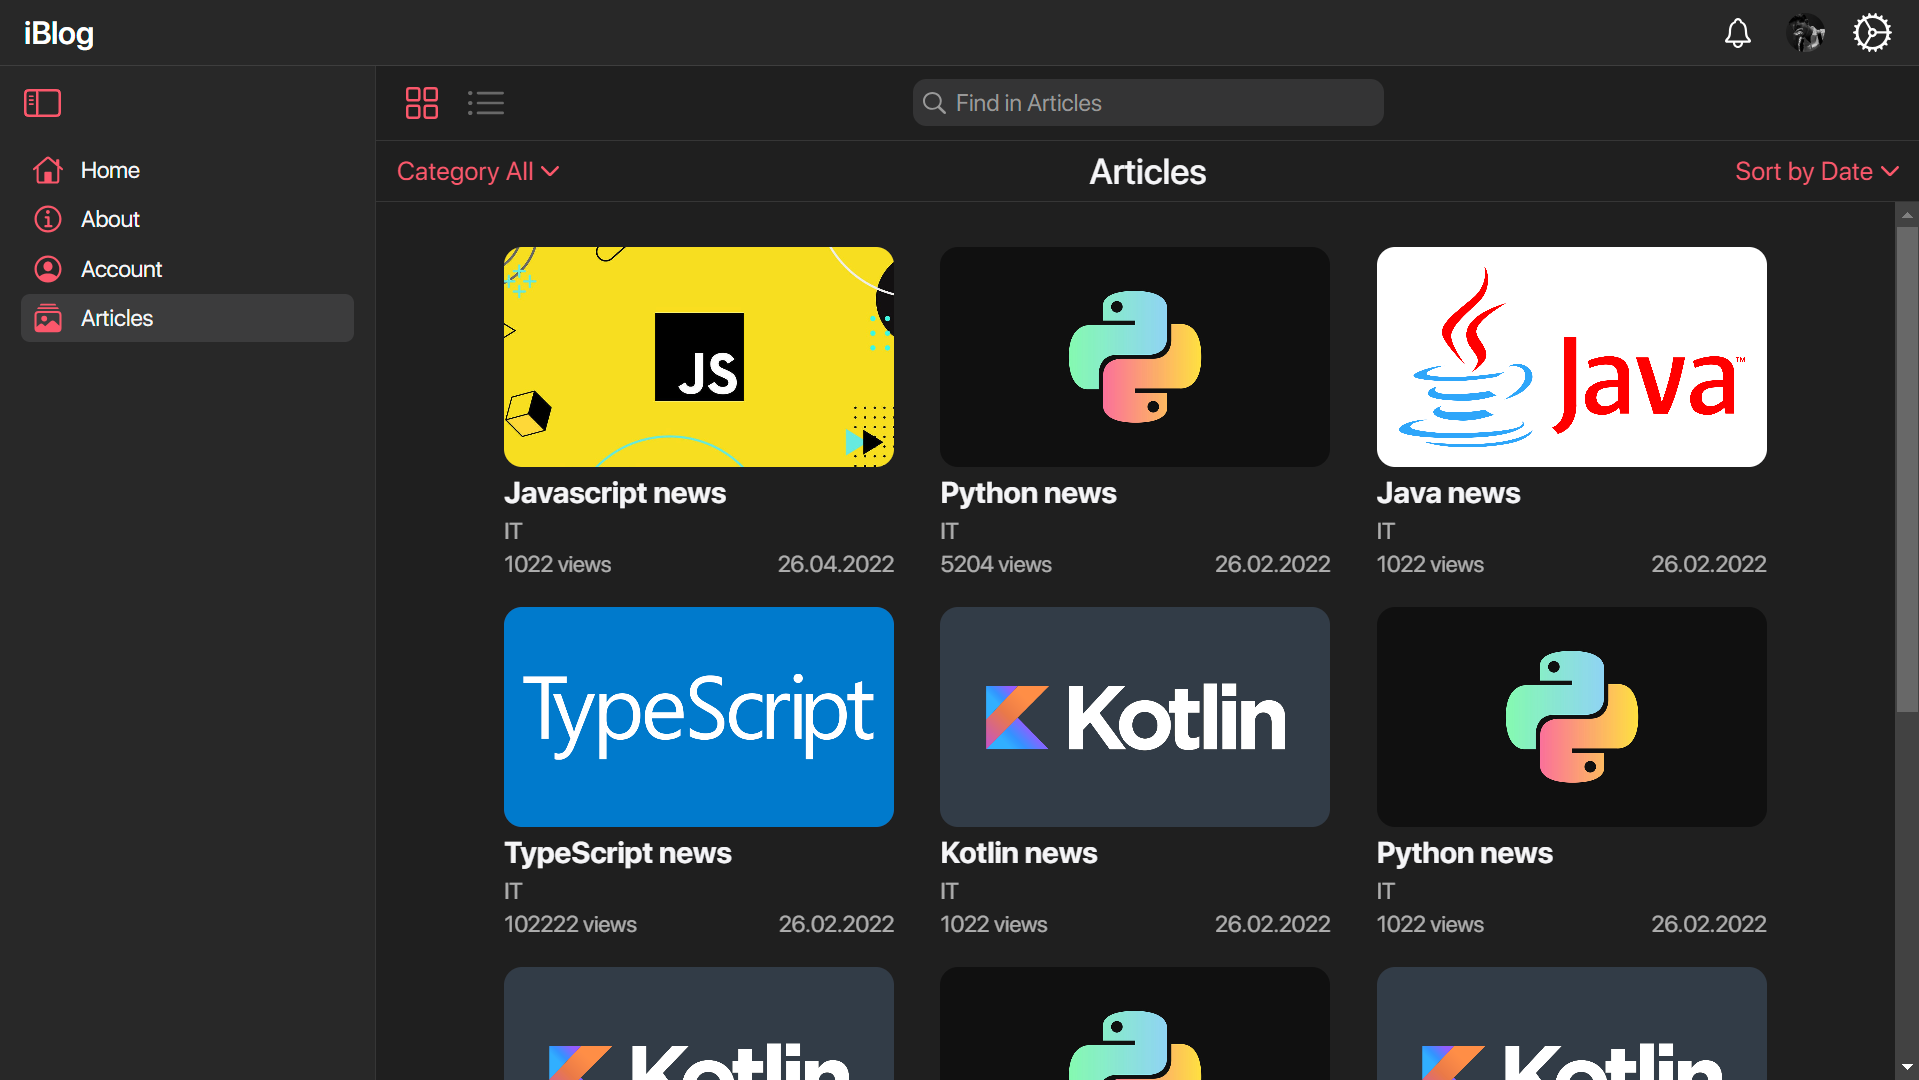 iBlog
Find in Articles
Home
About
Account
Articles
Category All
Articles
Sort by Date
JS
Java™
Javascript news
Python news
Java news
IT
IT
IT
1022 views
26.04.2022
5204 views
26.02.2022
1022 views
26.02.2022
TypeScript
Kotlin
TypeScript news
Kotlin news
Python news
IT
IT
IT
102222 views
26.02.2022
1022 views
26.02.2022
1022 views
26.02.2022
Kotlin
Kotlin